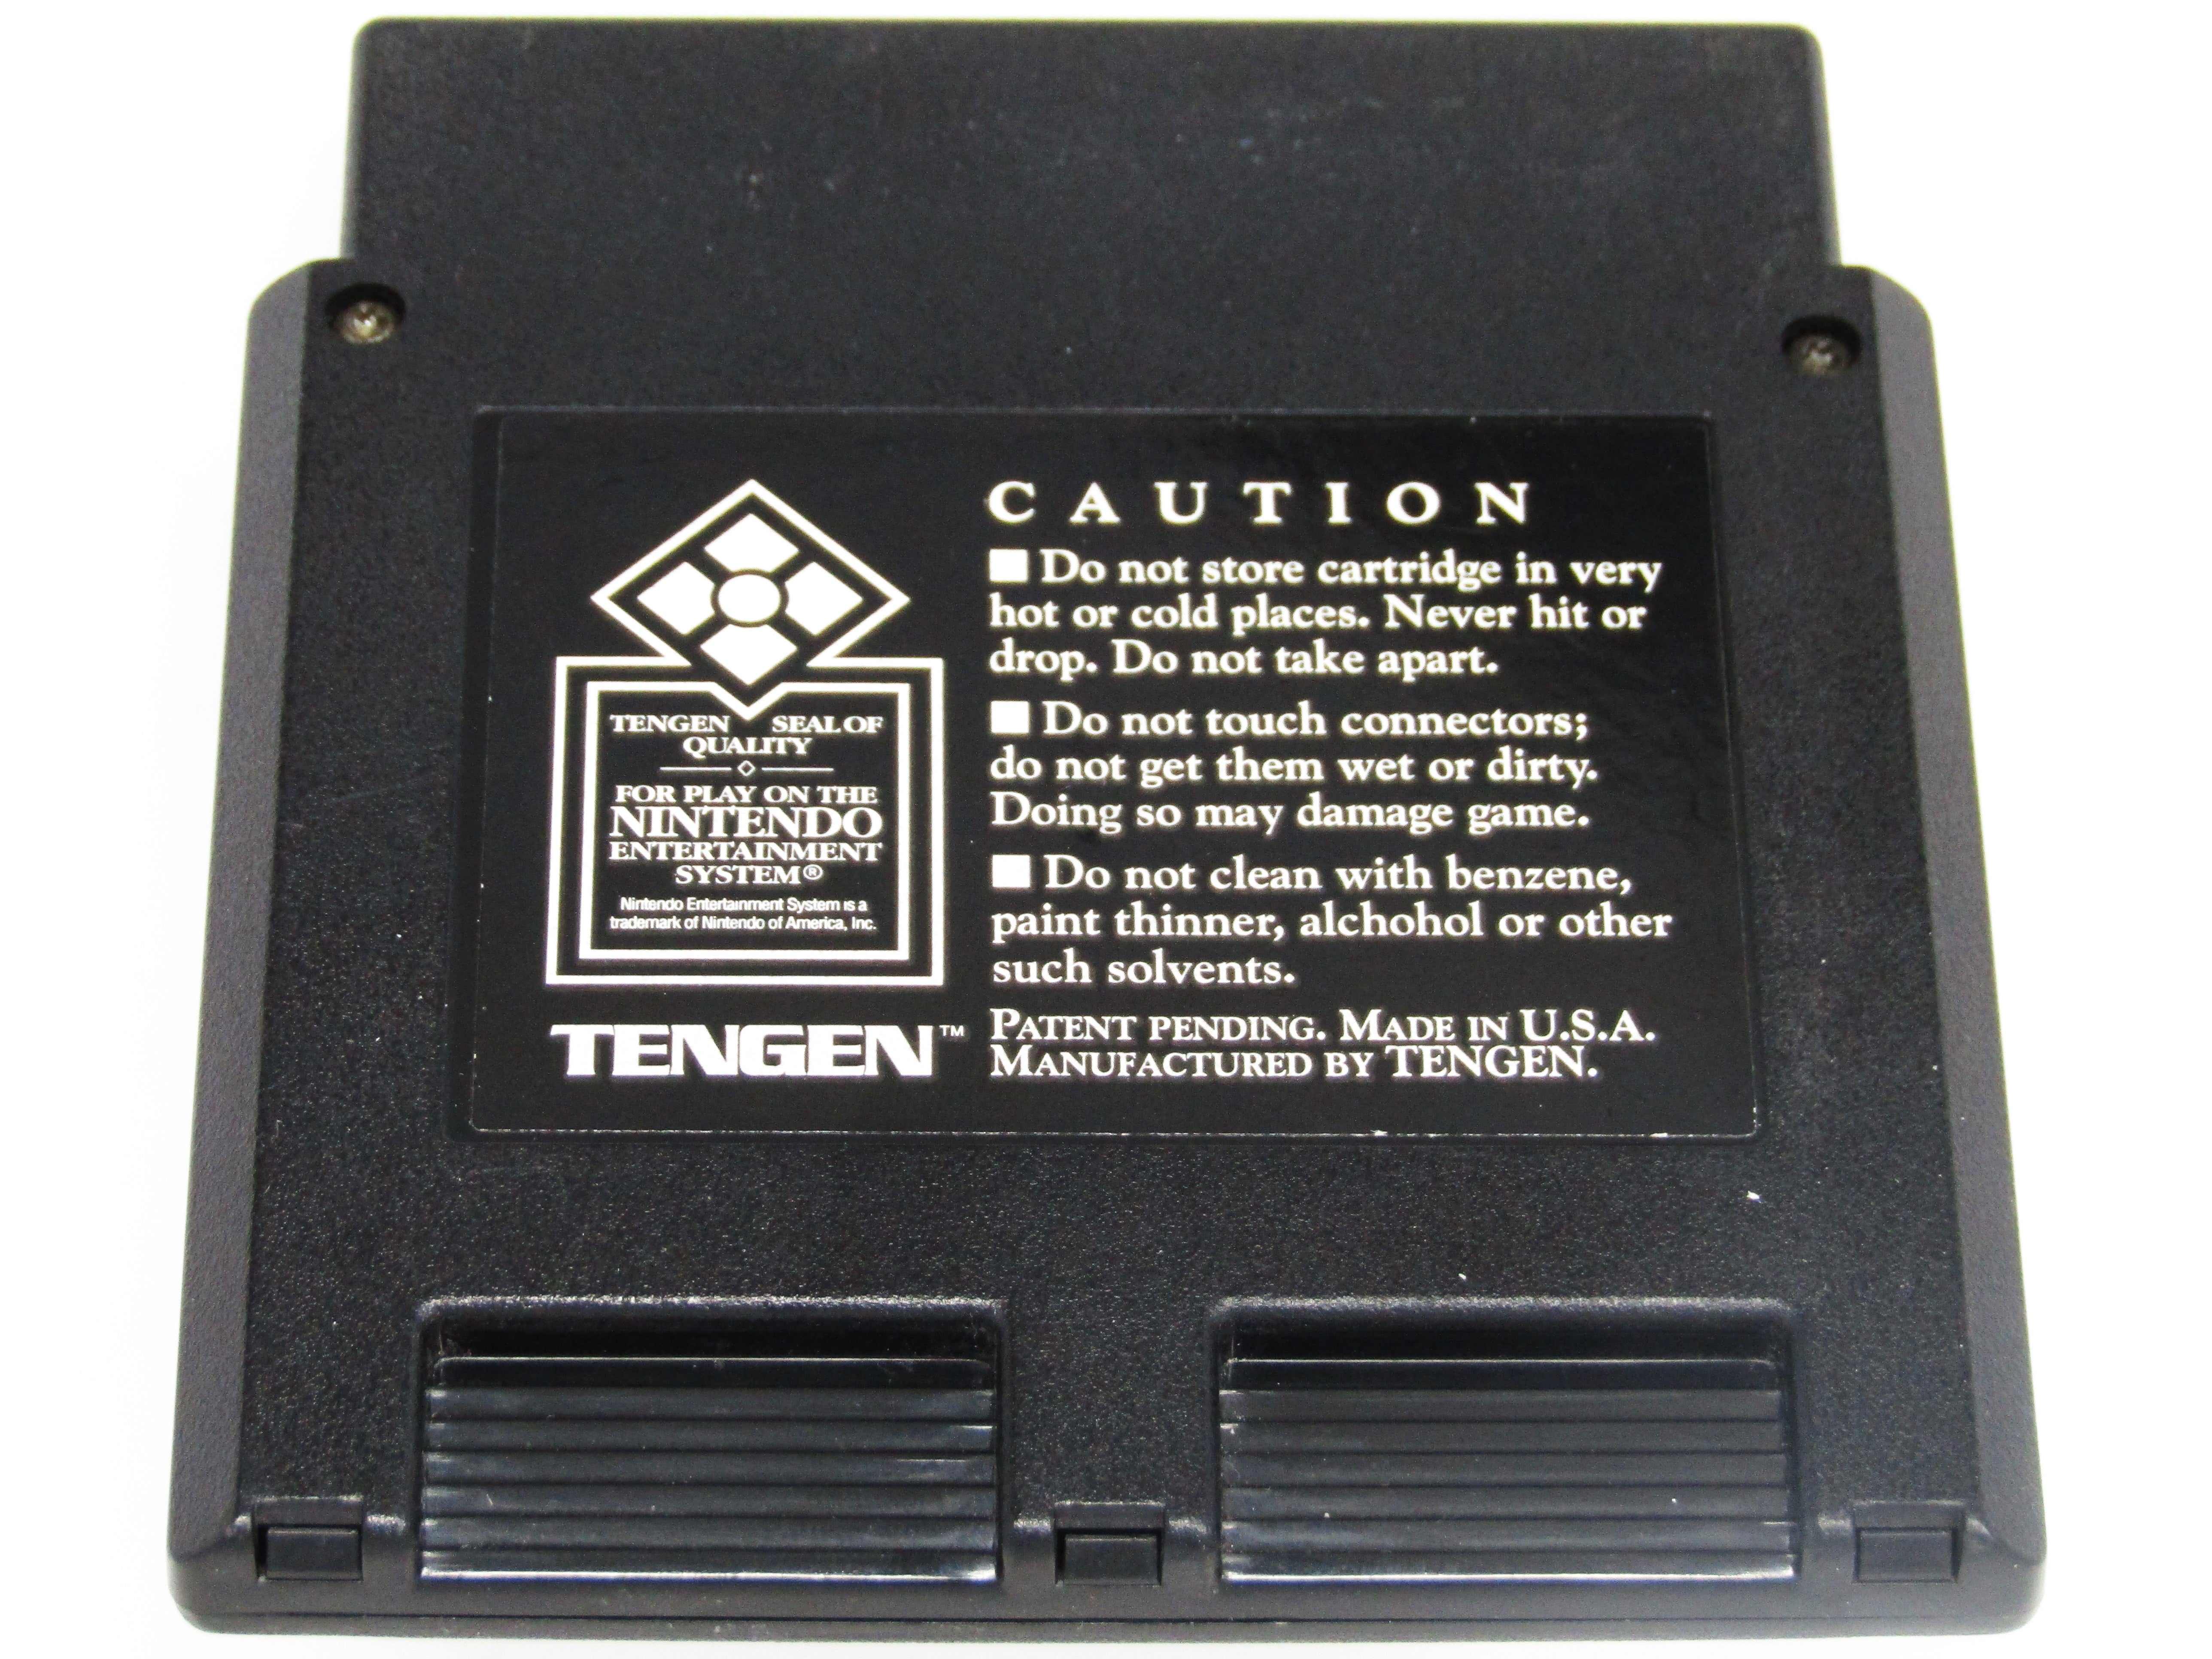 TENGEN SEAL OF
QUALITY
FOR PLAY ON THE
NINTENDO
ENTERTAINMENT
SYSTEM®
Nintendo Entertainment System is a
trademark of Nintendo of America, Inc.
TENGEN™
CAUTION
■ Do not store cartridge in very
hot or cold places. Never hit or
drop. Do not take apart.
■ Do not touch connectors;
do not get them wet or dirty.
Doing so may damage game.
■ Do not clean with benzene,
paint thinner, alchohol or other
such solvents.
PATENT PENDING. MADE IN U.S.A.
MANUFACTURED BY TENGEN.